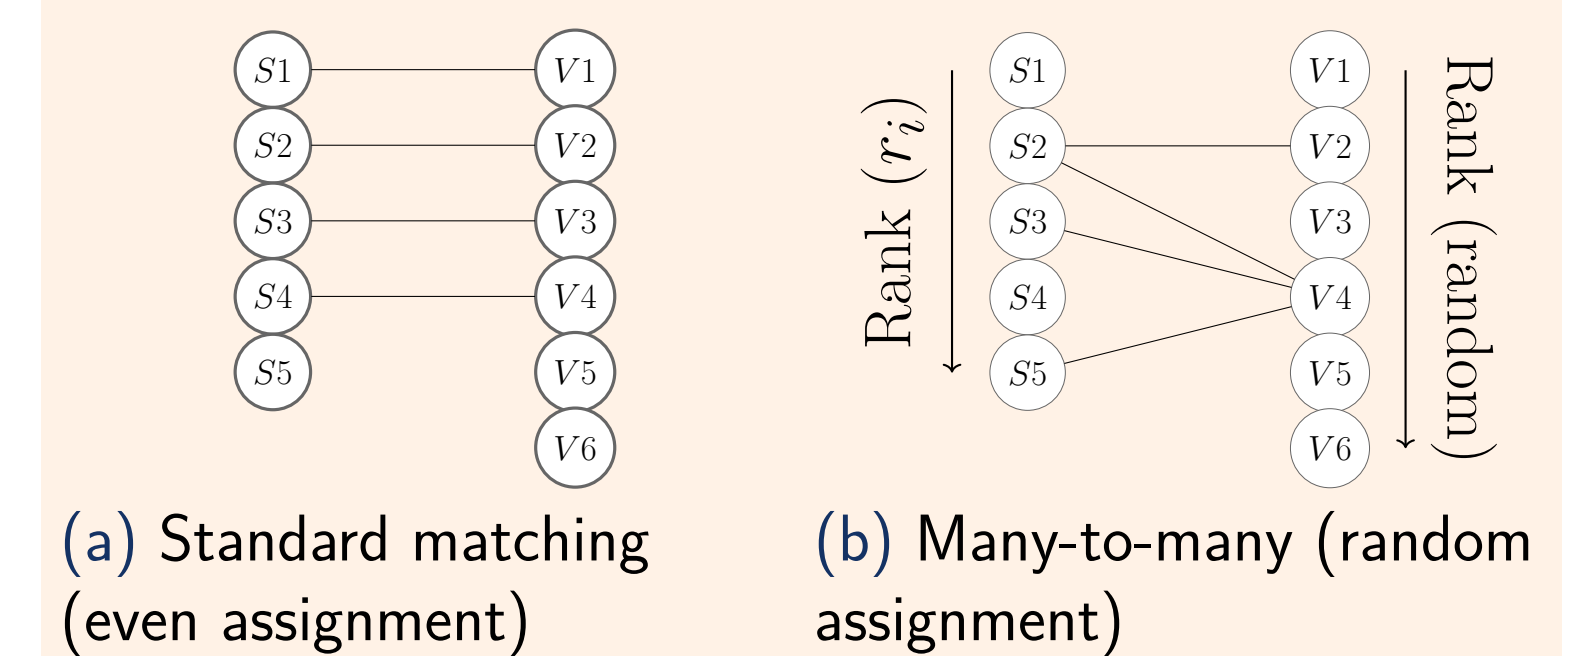 S1
S2
S3
S4
S5
V1
V2
V3
V4
V5
V6
(a) Standard matching
(even assignment)
Rank (r_i)
S1
S2
S3
S4
S5
V1
V2
V3
V4
V5
V6
Rank (random)
(b) Many-to-many (random
assignment)